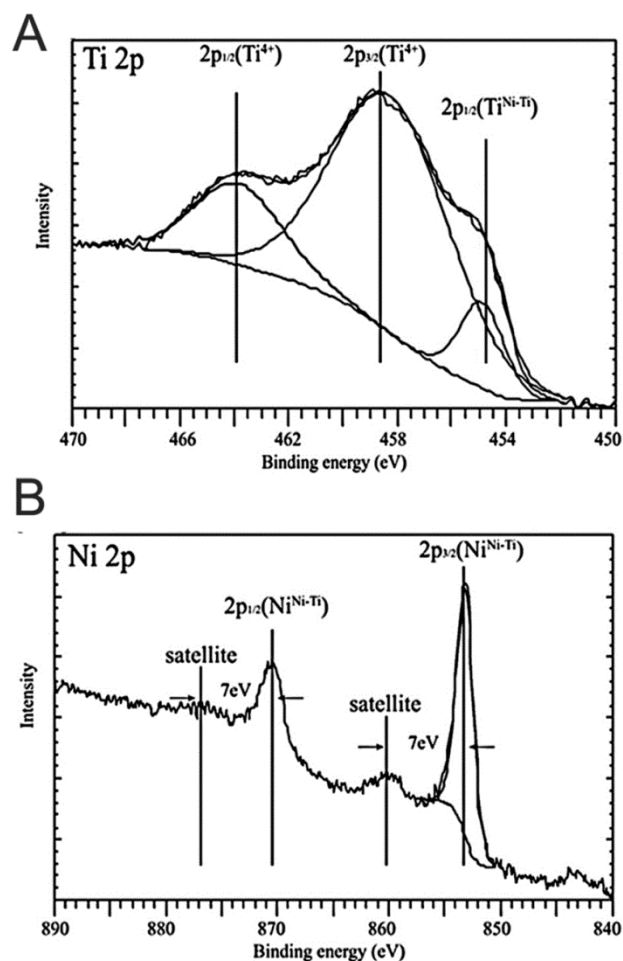 A
Ti 2p
2p1/2(Ti4+)
2p3/2(Ti4+)
2p1/2(TiNi-Ti)
Intensity
470 466 462 458 454 450
Binding energy (eV)
B
Ni 2p
2p3/2(NiNi-Ti)
2p1/2(NiNi-Ti)
satellite
7eV
satellite
7eV
Intensity
890 880 870 860 850 840
Binding energy (eV)